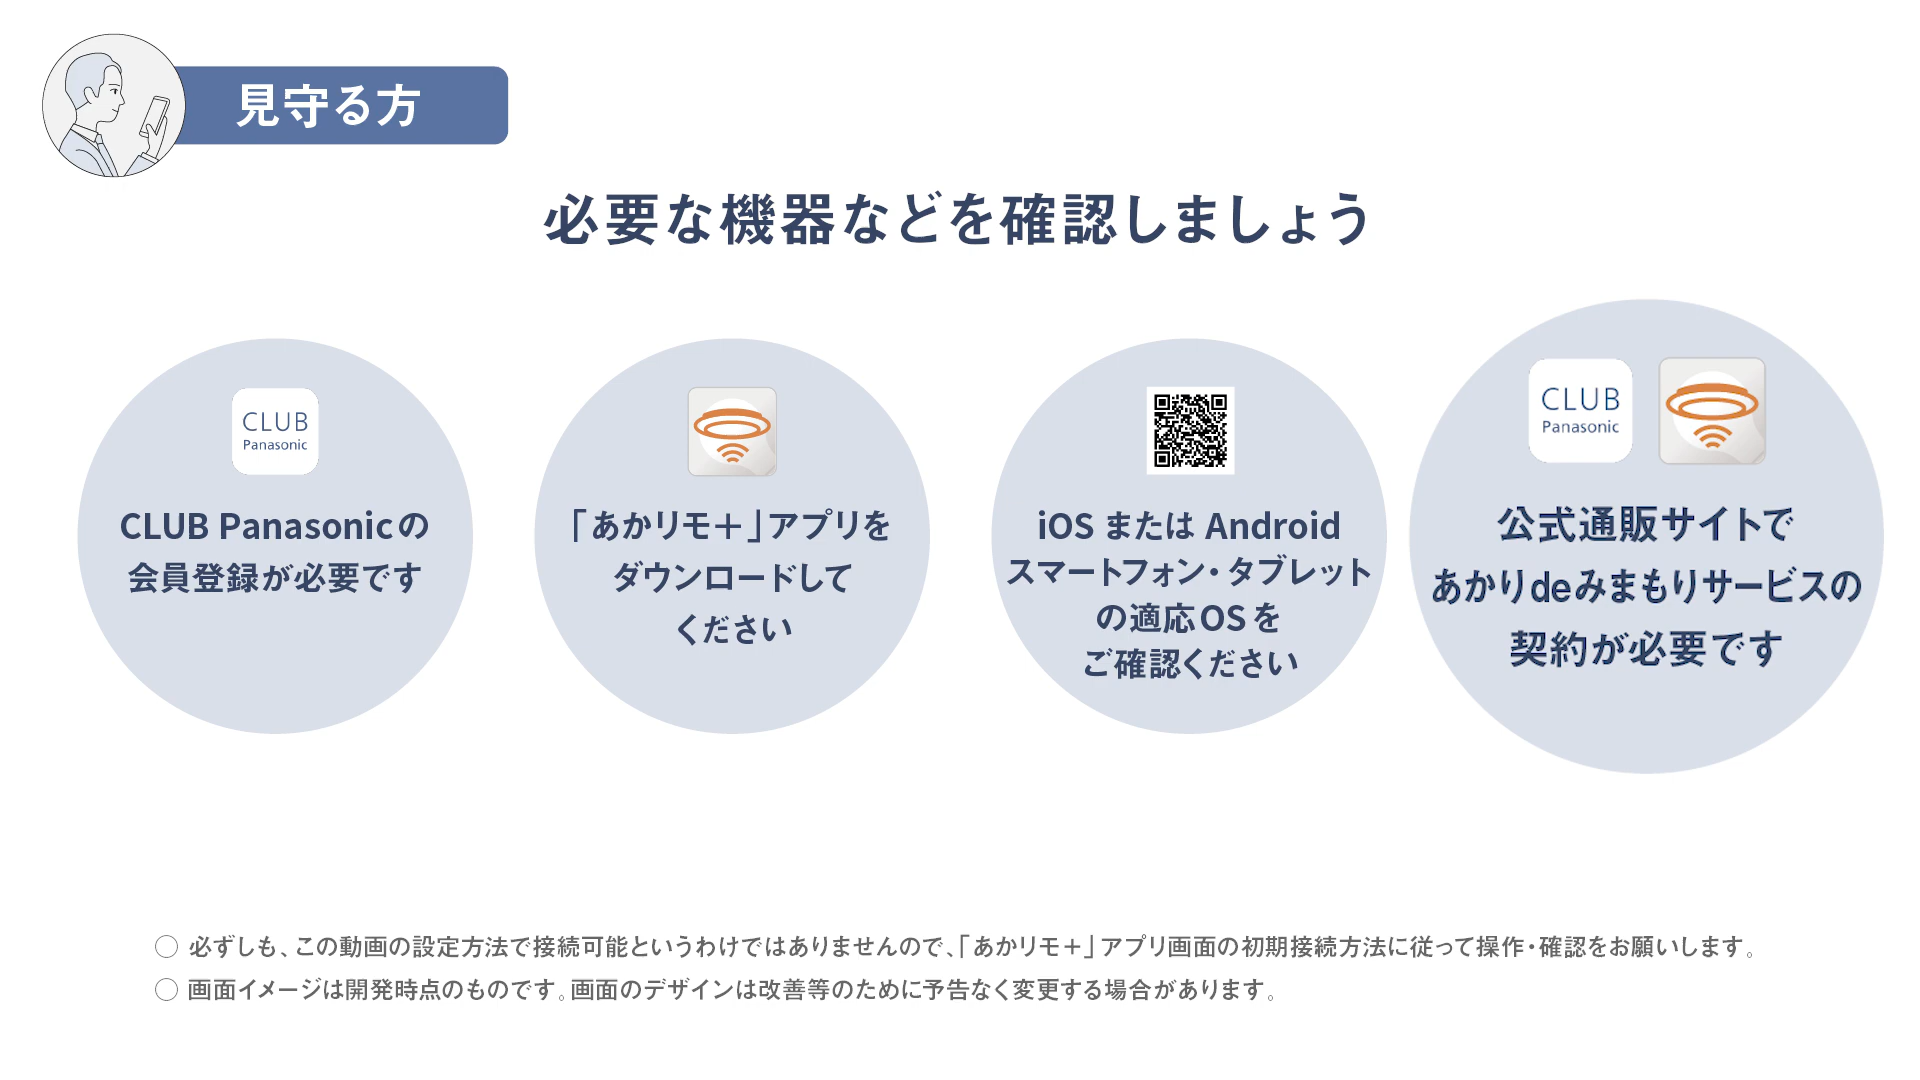 見守る方
必要な機器などを確認しましょう
CLUB
Panasonic
CLUB Panasonicの
会員登録が必要です
「あかリモ＋」アプリを
ダウンロードして
ください
iOS または Android
スマートフォン・タブレット
の適応OSを
ご確認ください
CLUB
Panasonic
公式通販サイトで
あかりdeみまもりサービスの
契約が必要です
○ 必ずしも、この動画の設定方法で接続可能というわけではありませんので、「あかリモ＋」アプリ画面の初期接続方法に従って操作・確認をお願いします。
○ 画面イメージは開発時点のものです。画面のデザインは改善等のために予告なく変更する場合があります。